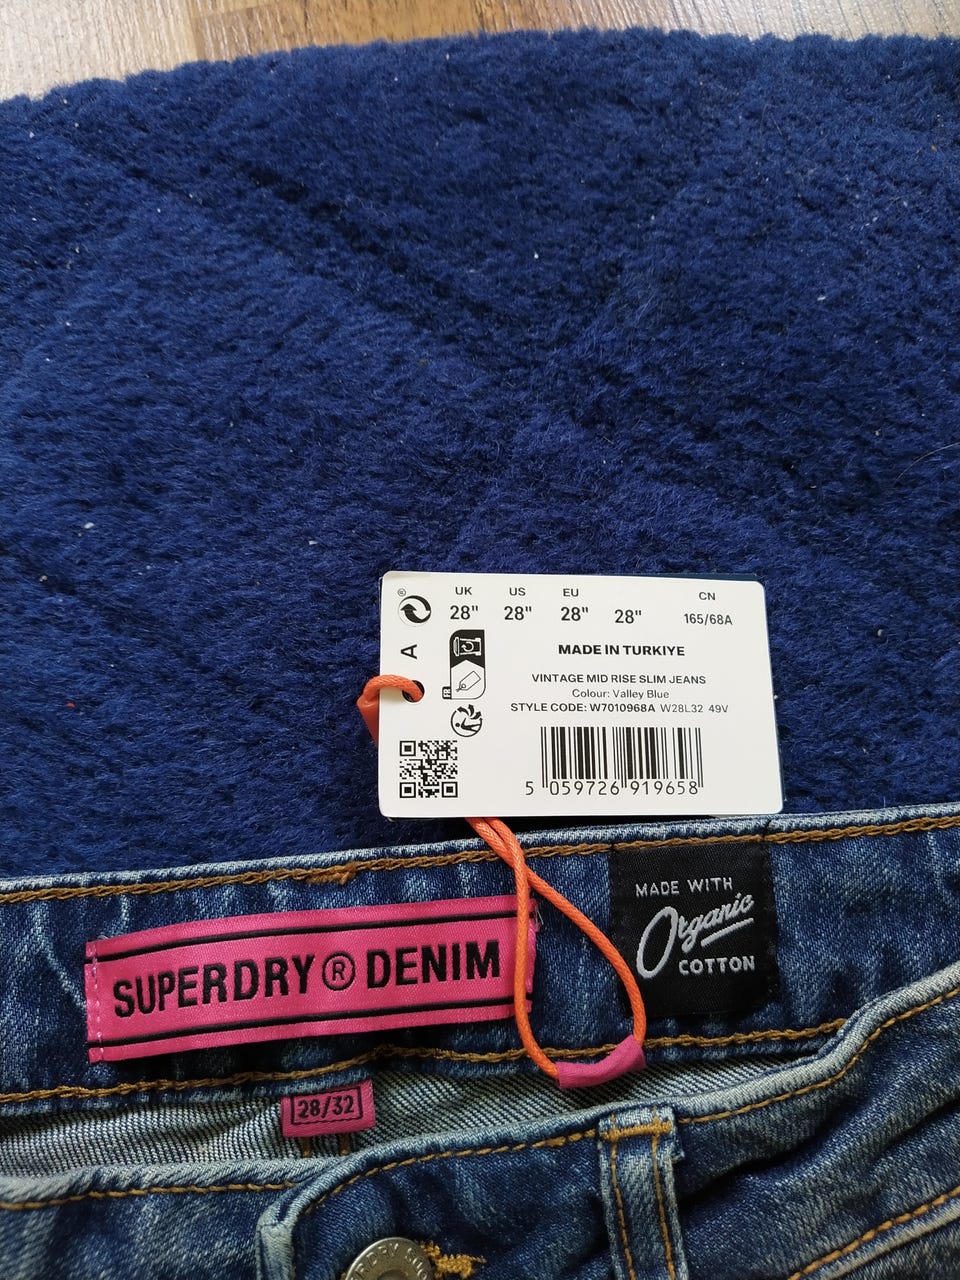 UK US EU CN
28" 28" 28" 28" 165/68A
A
MADE IN TURKIYE
FR
VINTAGE MID RISE SLIM JEANS
Colour: Valley Blue
STYLE CODE: W7010968A W28L32 49V
5 059726 919658
MADE WITH
Organic
COTTON
SUPERDRY® DENIM
28/32